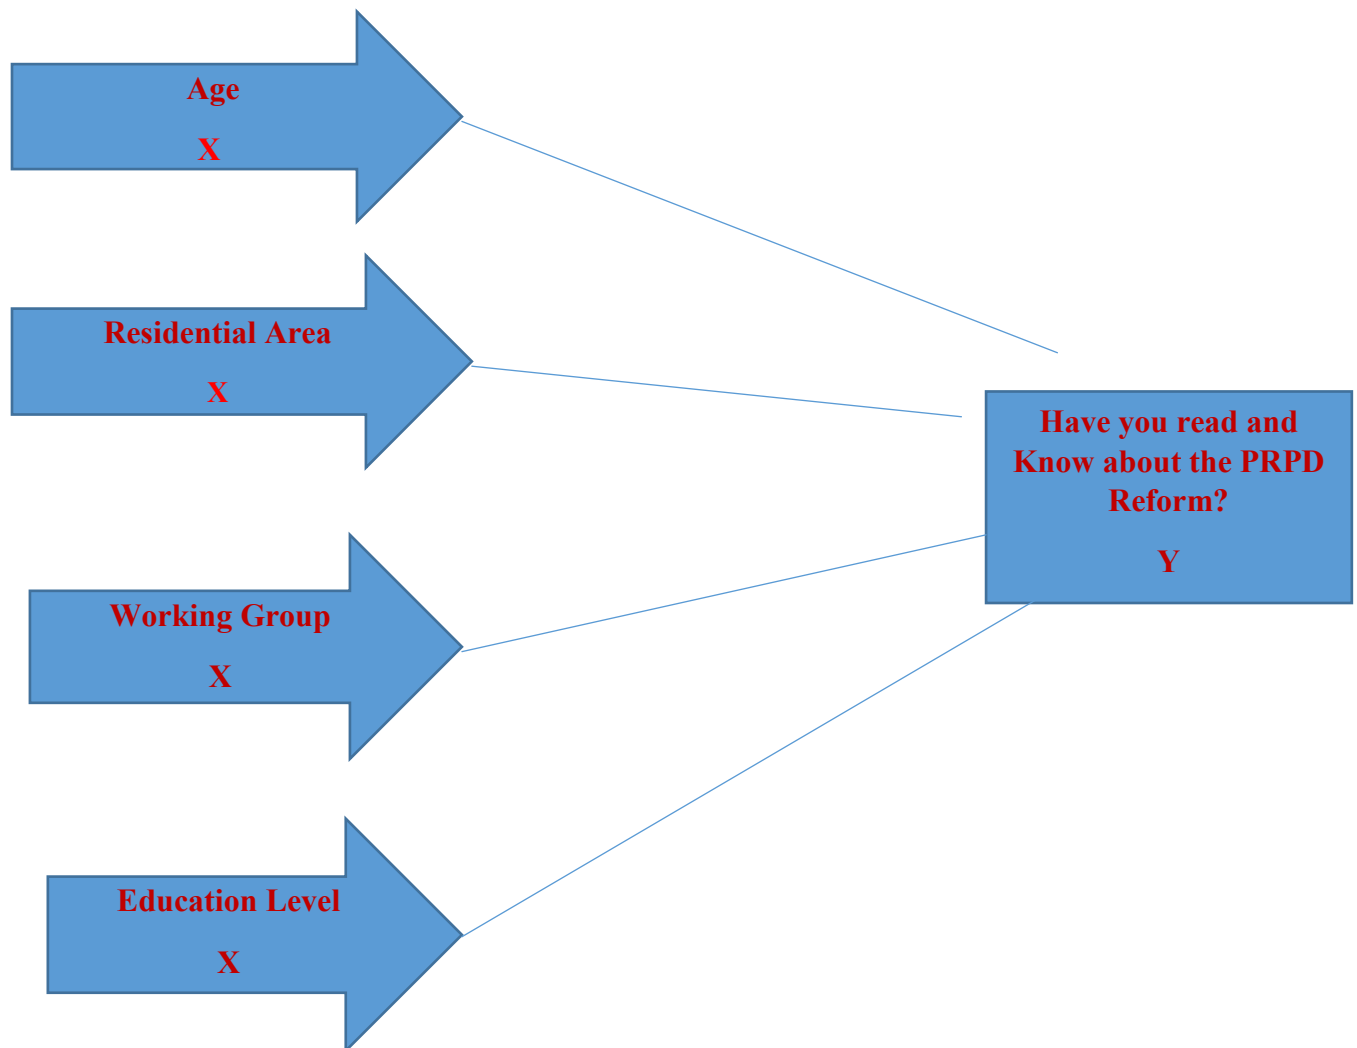 Age
X
Residential Area
X
Have you read and
Know about the PRPD
Reform?
Y
Working Group
X
Education Level
X